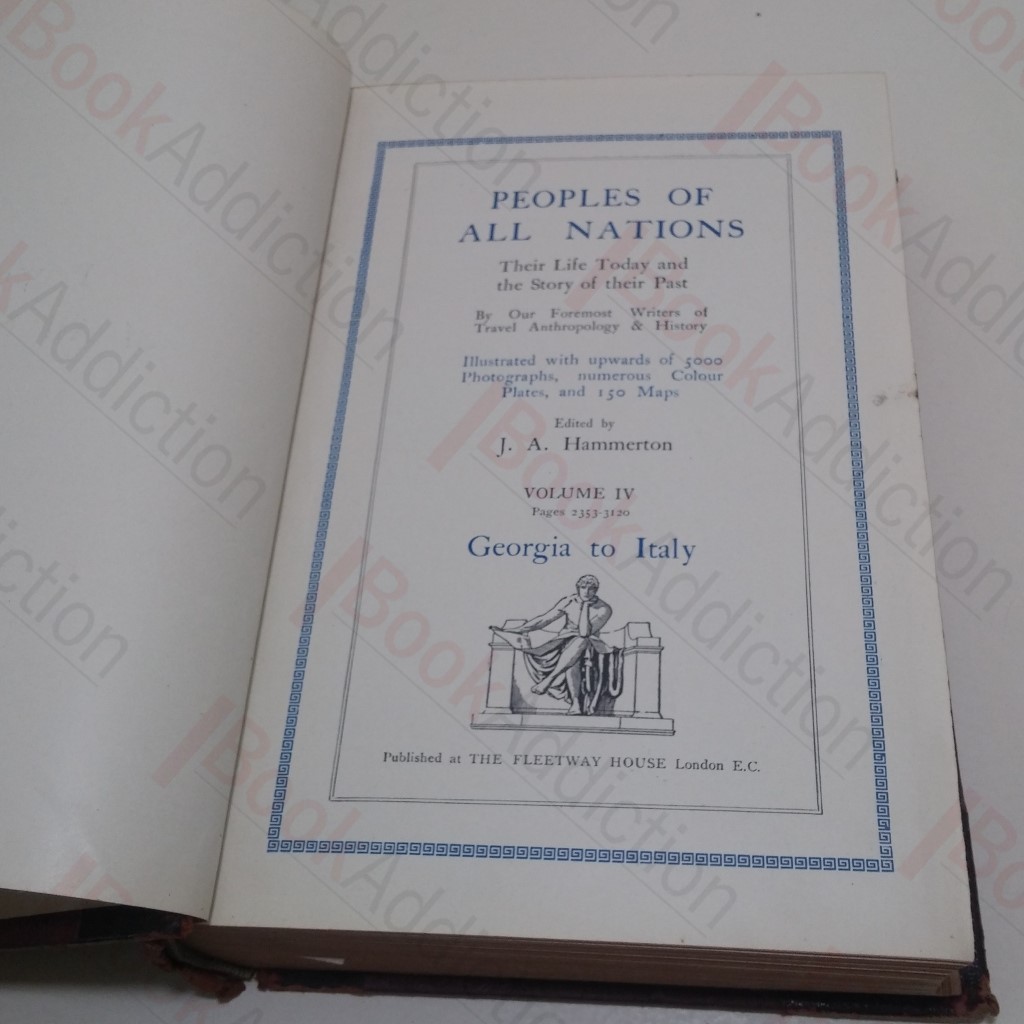 PEOPLES OF
ALL NATIONS
Their Life Today and
the Story of their Past
By Our Foremost Writers of
Travel Anthropology & History
Illustrated with upwards of 5000
Photographs, numerous Colour
Plates, and 150 Maps
Edited by
J. A. Hammerton
VOLUME IV
Pages 2353-3120
Georgia to Italy
Published at THE FLEETWAY HOUSE London E.C.
BookAddiction